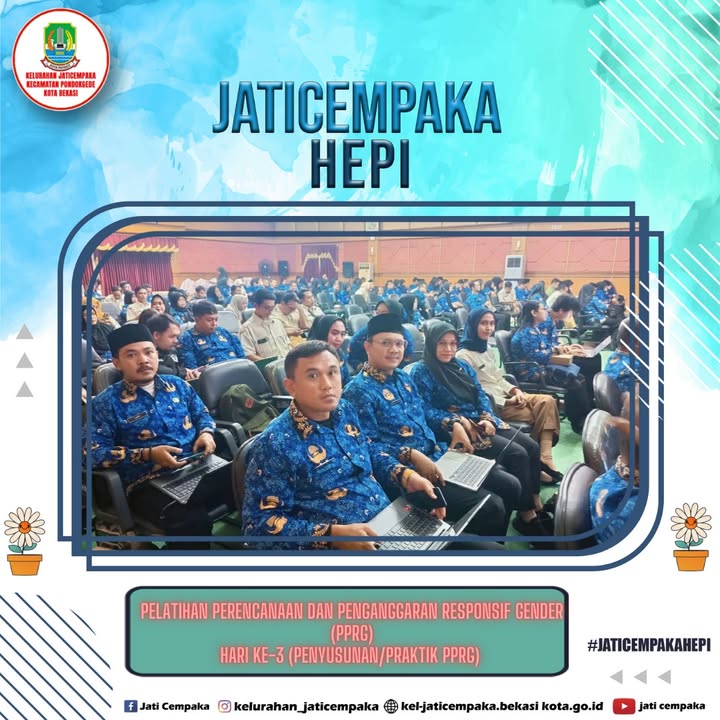 KELURAHAN JATICEMPAKA
KECAMATAN PONDOKGEDE
KOTA BEKASI
JATICEMPAKA
HEPI
PELATIHAN PERENCANAAN DAN PENGANGGARAN RESPONSIF GENDER
(PPRG)
HARI KE-3 (PENYUSUNAN/PRAKTIK PPRG)
#JATICEMPAKAHEPI
Jati Cempaka kelurahan_jaticempaka kel-jaticempaka.bekasi kota.go.id jati cempaka